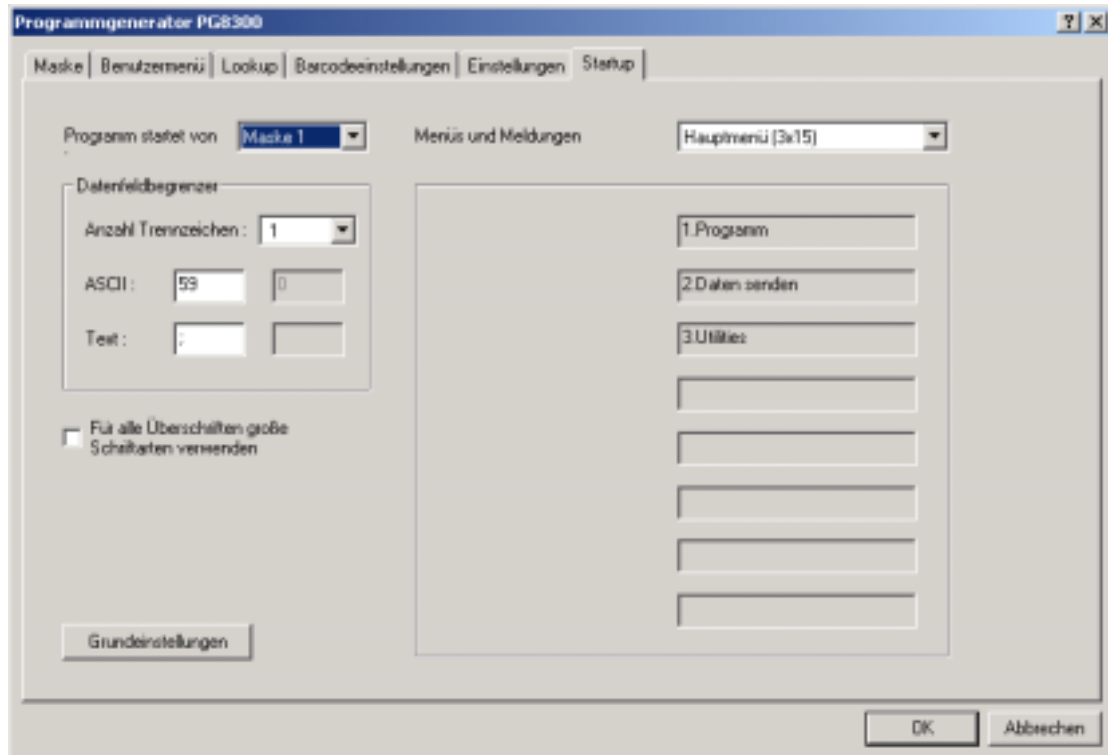 Programmgenerator PG8300
Maske Benutzermenü Lookup Barcodeeinstellungen Einstellungen Startup
Programm startet von Maske 1 Menüs und Meldungen Hauptmenü (3x15)
Datenfeldbegrenzer
Anzahl Trennzeichen : 1
1.Programm
ASCII : 59 0
2.Daten senden
Text : ;
3.Utilities
Für alle Überschriften große
Schriftarten verwenden
Grundeinstellungen
OK Abbrechen